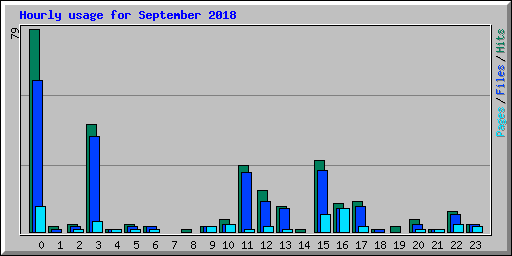 Hourly usage for September 2018
79
Pages/Files/Hits
0 1 2 3 4 5 6 7 8 9 10 11 12 13 14 15 16 17 18 19 20 21 22 23